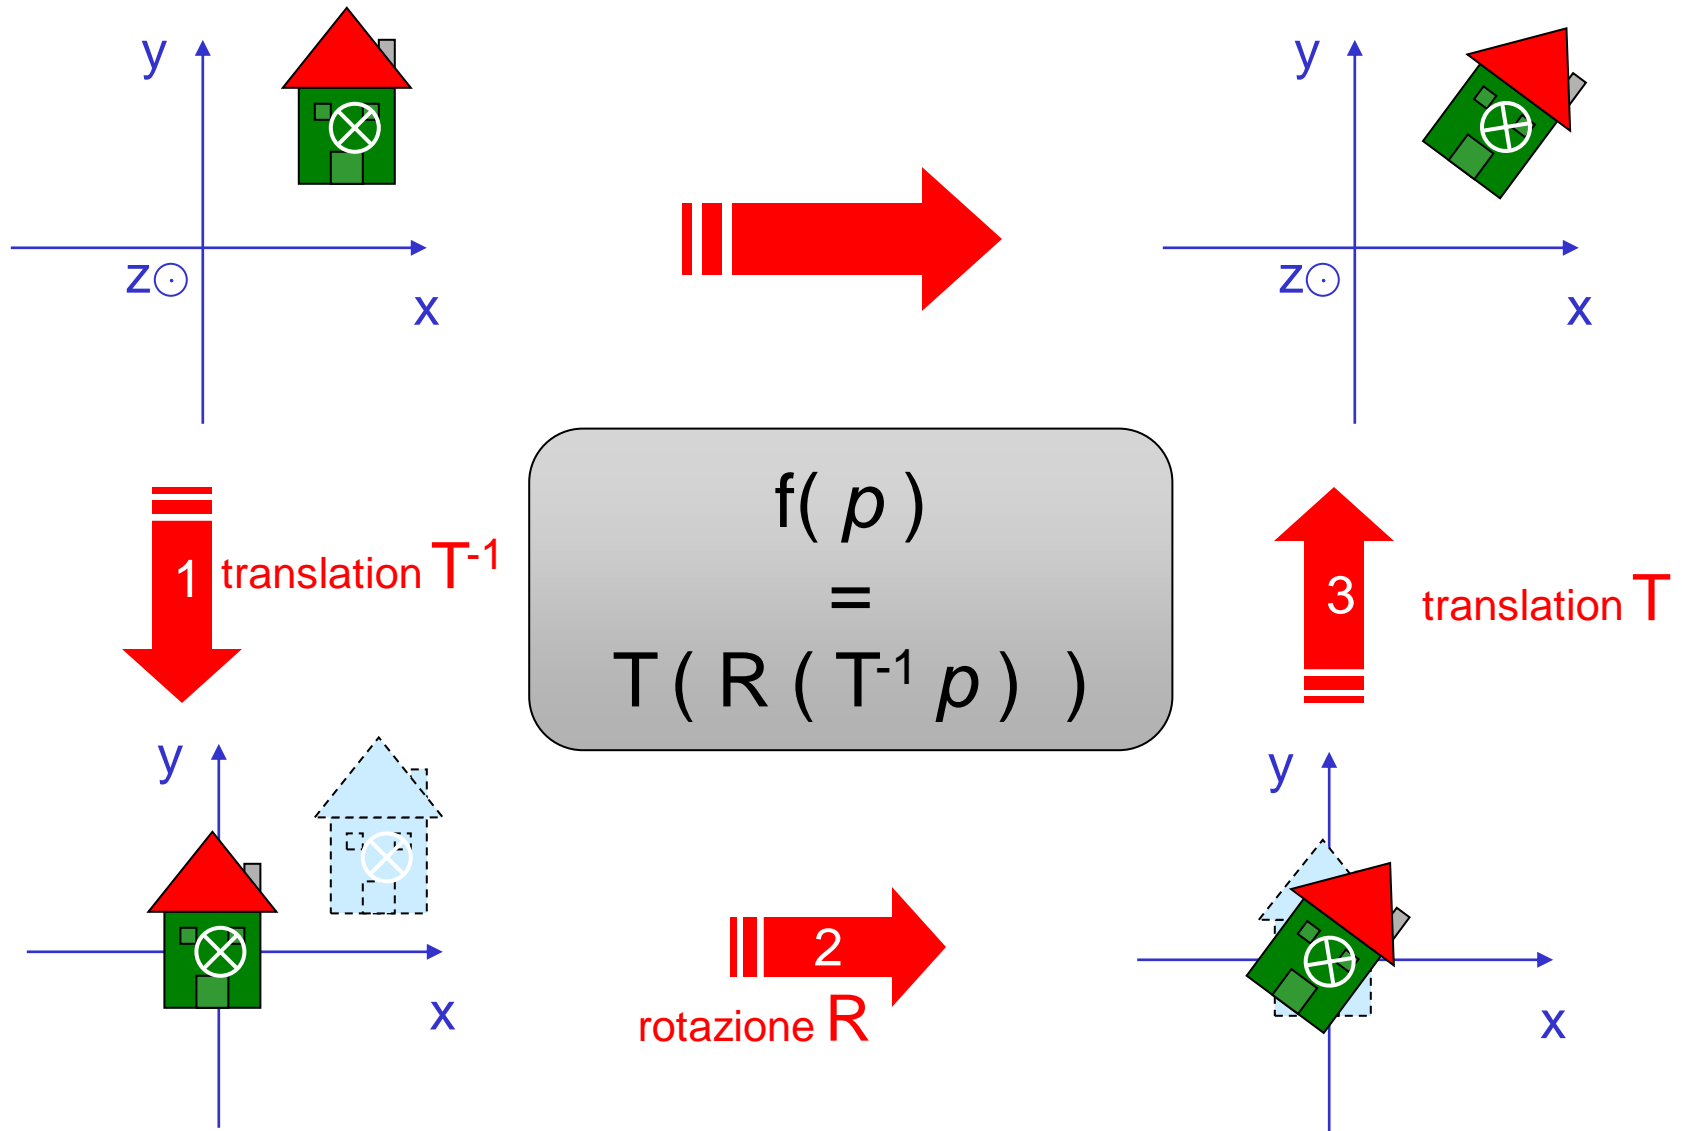 y
z
x
y
z
x
f( p )
=
T ( R ( T⁻¹ p ) )
1
translation T⁻¹
3
translation T
y
x
2
rotazione R
y
x